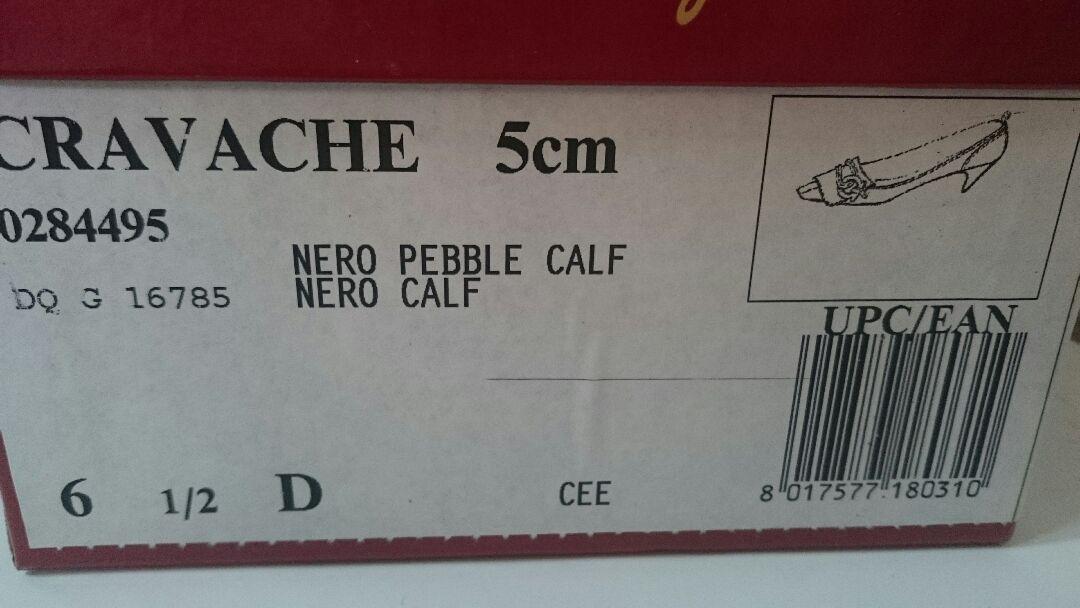 CRAVACHE 5cm
0284495
NERO PEBBLE CALF
DQ G 16785 NERO CALF
UPC/EAN
6 1/2 D CEE
8 017577 180310